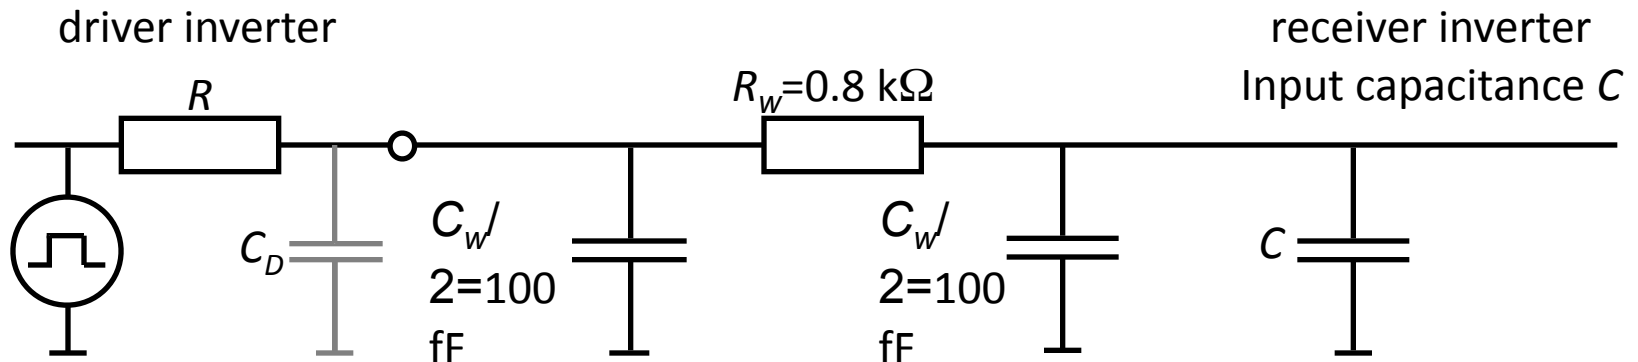 driver inverter
receiver inverter
R
R_w=0.8 kΩ
Input capacitance C
C_D
C_w/
2=100
fF
C_w/
2=100
fF
C